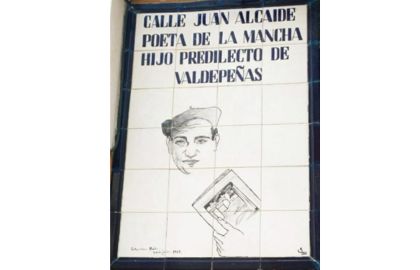 CALLE JUAN ALCAIDE
POETA DE LA MANCHA
HIJO PREDILECTO DE
VALDEPEÑAS